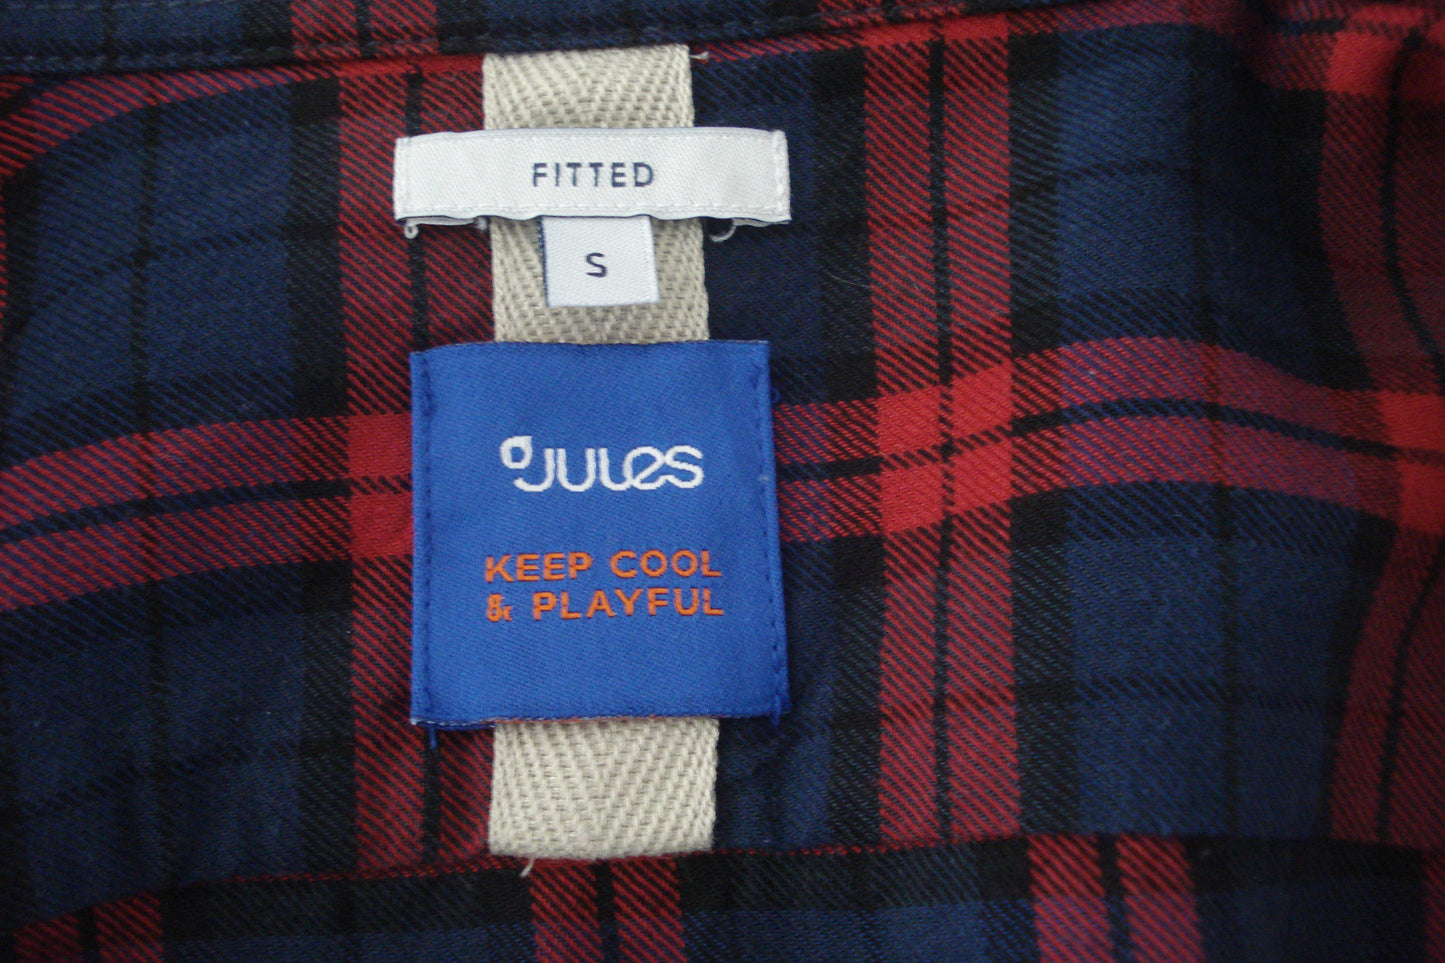 FITTED
S
JULES
KEEP COOL
& PLAYFUL